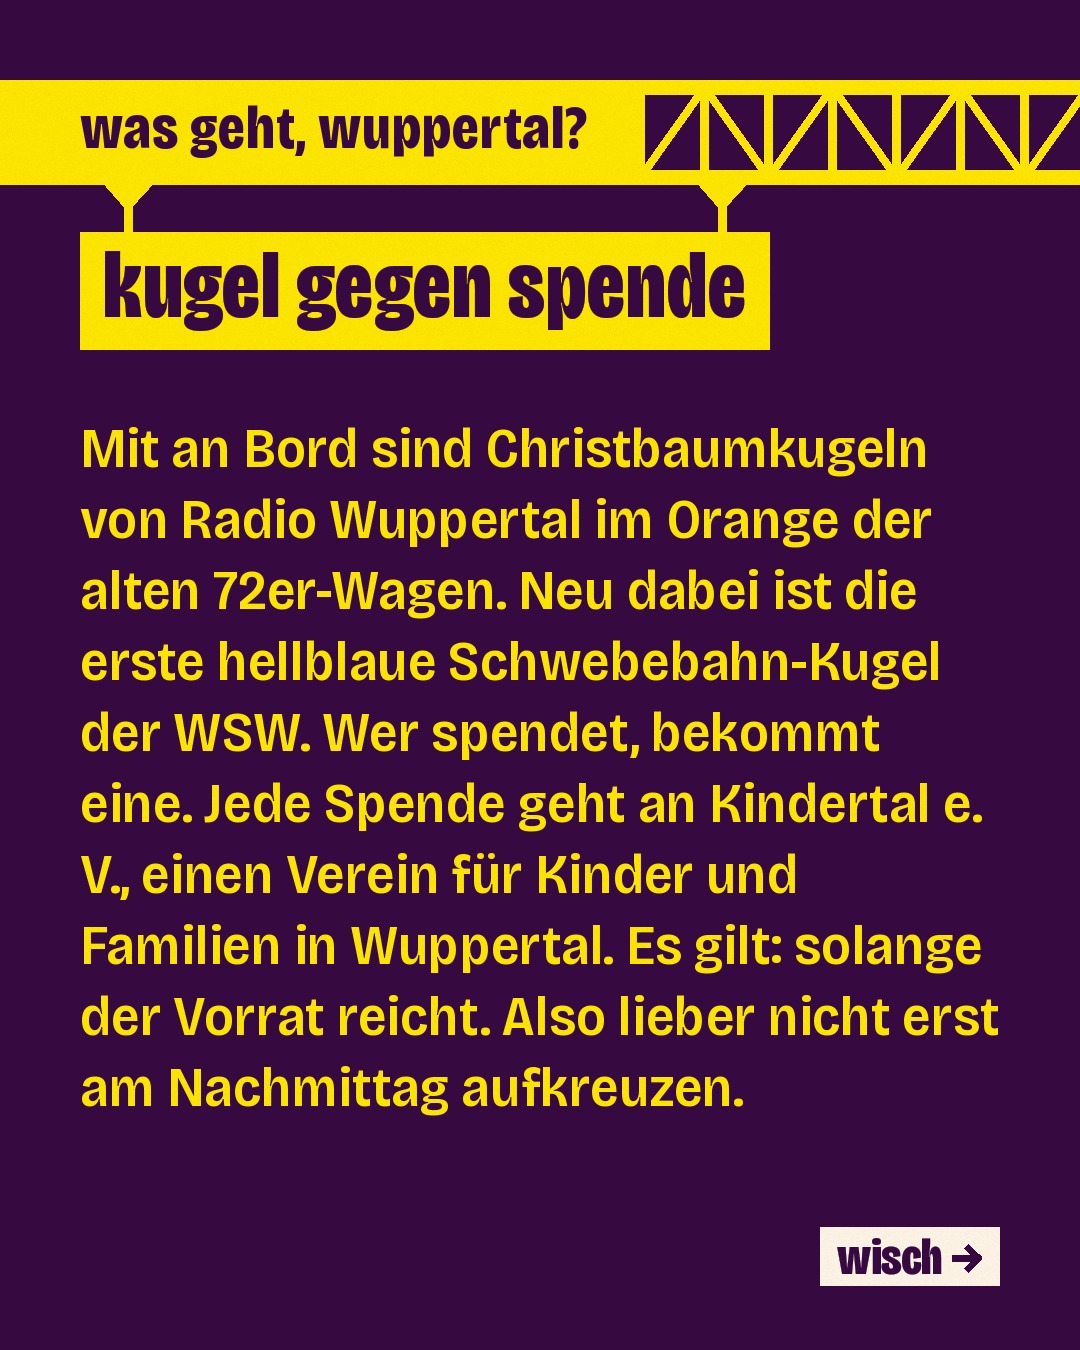 was geht, wuppertal?
kugel gegen spende
Mit an Bord sind Christbaumkugeln
von Radio Wuppertal im Orange der
alten 72er-Wagen. Neu dabei ist die
erste hellblaue Schwebebahn-Kugel
der WSW. Wer spendet, bekommt
eine. Jede Spende geht an Kindertal e.
V., einen Verein für Kinder und
Familien in Wuppertal. Es gilt: solange
der Vorrat reicht. Also lieber nicht erst
am Nachmittag aufkreuzen.
wisch →